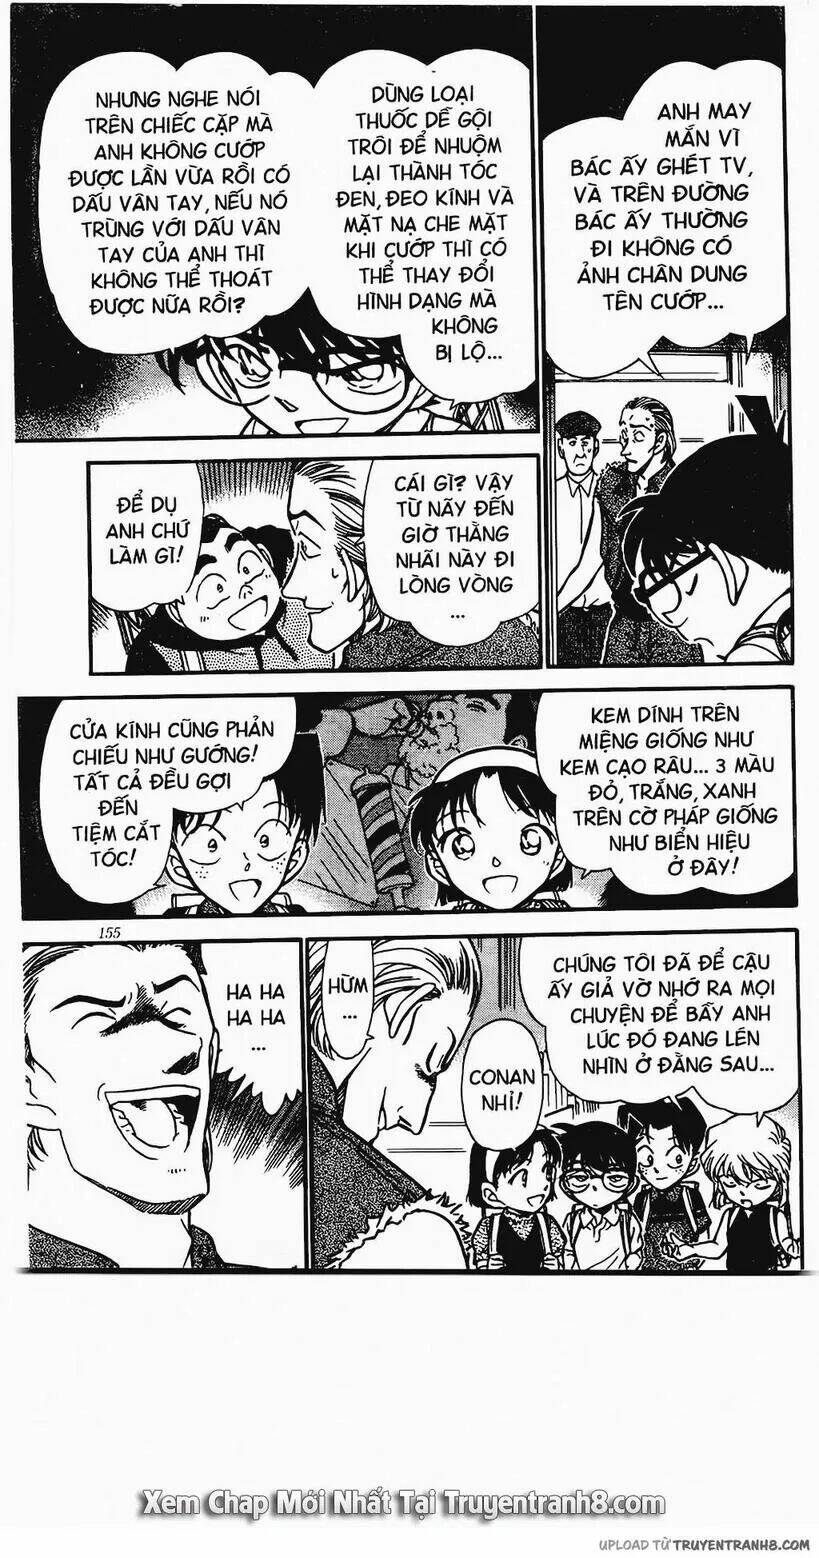 ANH MAY
MẮN VÌ
BÁC ẤY GHÉT TV,
VÀ TRÊN ĐƯỜNG
BÁC ẤY THƯỜNG
ĐI KHÔNG CÓ
ẢNH CHÂN DUNG
TÊN CƯỚP...
DÙNG LOẠI
THUỐC DỄ GỘI
TRÔI ĐỂ NHUỘM
LẠI THÀNH TÓC
ĐEN, ĐEO KÍNH VÀ
MẶT NẠ CHE MẶT
KHI CƯỚP THÌ CÓ
THỂ THAY ĐỔI
HÌNH DẠNG MÀ
KHÔNG
BỊ LỘ...
NHƯNG NGHE NÓI
TRÊN CHIẾC CẶP MÀ
ANH KHÔNG CƯỚP
ĐƯỢC LẦN VỪA RỒI CÓ
DẤU VÂN TAY, NẾU NÓ
TRÙNG VỚI DẤU VÂN
TAY CỦA ANH THÌ
KHÔNG THỂ THOÁT
ĐƯỢC NỮA RỒI?
CÁI GÌ? VẬY
TỪ NÃY ĐẾN
GIỜ THẰNG
NHÃI NÀY ĐI
LÒNG VÒNG
...
ĐỂ DỤ
ANH CHỨ
LÀM GÌ!
KEM DÍNH TRÊN
MIỆNG GIỐNG NHƯ
KEM CẠO RÂU... 3 MÀU
ĐỎ, TRẮNG, XANH
TRÊN CỜ PHÁP GIỐNG
NHƯ BIỂN HIỆU
Ở ĐÂY!
CỬA KÍNH CŨNG PHẢN
CHIẾU NHƯ GƯƠNG!
TẤT CẢ ĐỀU GỢI
ĐẾN
TIỆM CẮT
TÓC!
155
CHÚNG TÔI ĐÃ ĐỂ CẬU
ẤY GIẢ VỜ NHỚ RA MỌI
CHUYỆN ĐỂ BẪY ANH
LÚC ĐÓ ĐANG LÉN
NHÌN Ở ĐẰNG SAU...
CONAN
NHỈ!
HỪM
...
HA HA
HA HA
...
Xem Chap Mới Nhất Tại Truyentranh8.com
UPLOAD TỪ TRUYENTRANH8.COM